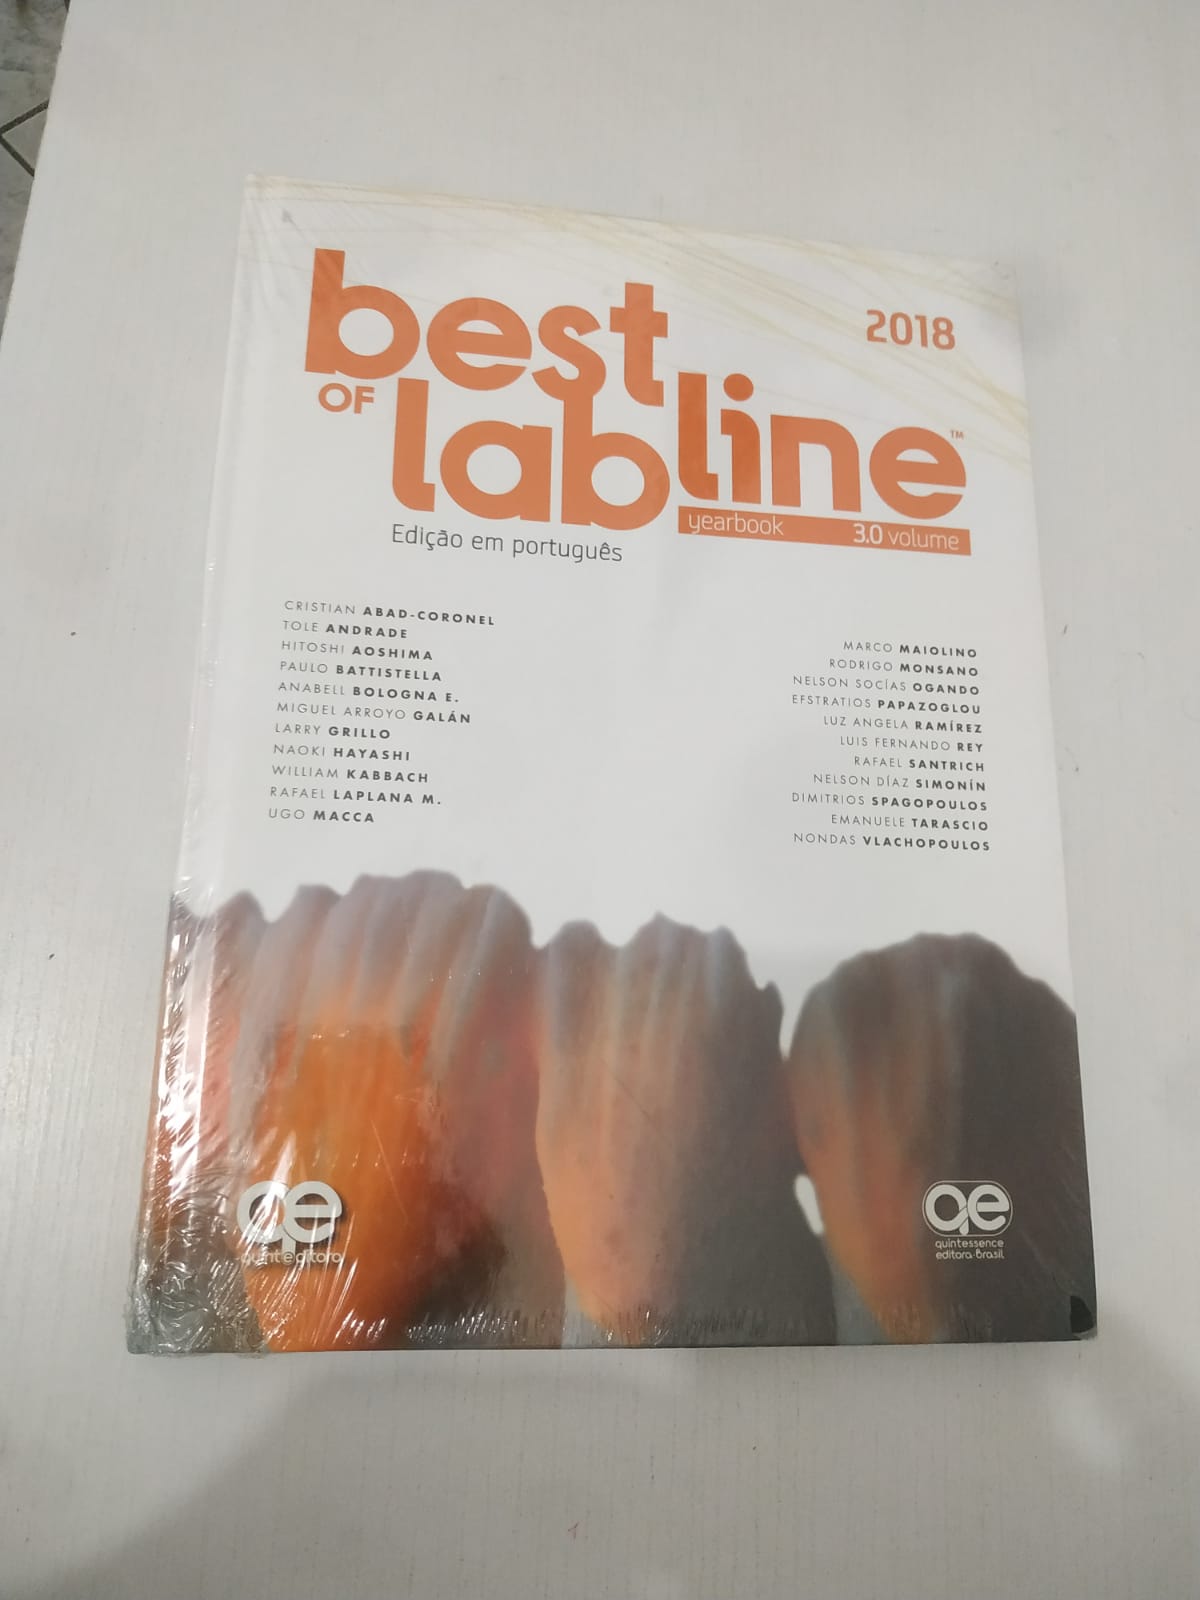 best
2018
OF labline™
yearbook 3.0 volume
Edição em português
CRISTIAN ABAD-CORONEL
TOLE ANDRADE
HITOSHI AOSHIMA
PAULO BATTISTELLA
ANABELL BOLOGNA E.
MIGUEL ARROYO GALÁN
LARRY GRILLO
NAOKI HAYASHI
WILLIAM KABBACH
RAFAEL LAPLANA M.
UGO MACCA
MARCO MAIOLINO
RODRIGO MONSANO
NELSON SOCÍAS OGANDO
EFSTRATIOS PAPAZOGLOU
LUZ ANGELA RAMÍREZ
LUIS FERNANDO REY
RAFAEL SANTRICH
NELSON DÍAZ SIMONÍN
DIMITRIOS SPAGOPOULOS
EMANUELE TARASCIO
NONDAS VLACHOPOULOS
qe
quinteditora
qe
quintessence
editora·Brasil